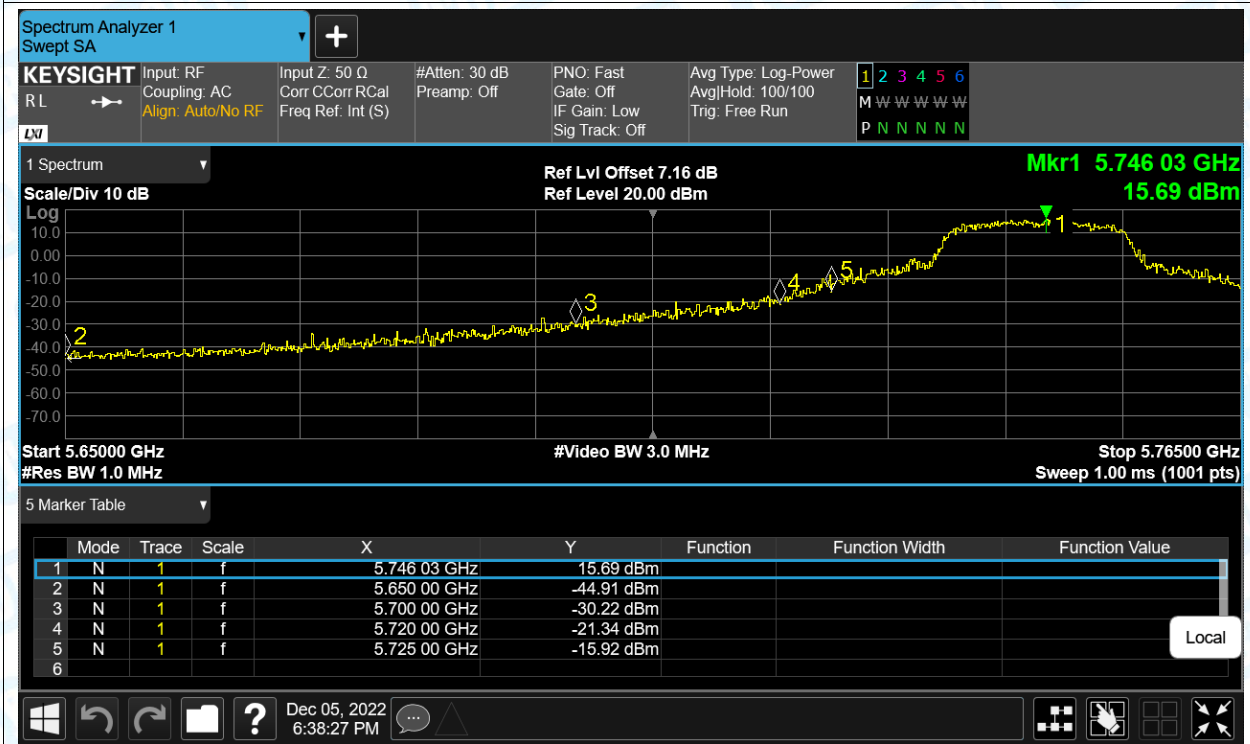 Spectrum Analyzer 1
Swept SA
KEYSIGHT
R L
LXI
Input: RF
Coupling: AC
Align: Auto/No RF
Input Z: 50 Ω
Corr CCorr RCal
Freq Ref: Int (S)
#Atten: 30 dB
Preamp: Off
PNO: Fast
Gate: Off
IF Gain: Low
Sig Track: Off
Avg Type: Log-Power
Avg|Hold: 100/100
Trig: Free Run
1 2 3 4 5 6
M W W W W W
P N N N N N
1 Spectrum
Scale/Div 10 dB
Ref Lvl Offset 7.16 dB
Ref Level 20.00 dBm
Mkr1 5.746 03 GHz
15.69 dBm
Log
10.0
0.00
-10.0
-20.0
-30.0
-40.0
-50.0
-60.0
-70.0
2
3
4
5
1
Start 5.65000 GHz
#Video BW 3.0 MHz
Stop 5.76500 GHz
#Res BW 1.0 MHz
Sweep 1.00 ms (1001 pts)
5 Marker Table
Mode Trace Scale X Y Function Function Width Function Value
1 N 1 f 5.746 03 GHz 15.69 dBm
2 N 1 f 5.650 00 GHz -44.91 dBm
3 N 1 f 5.700 00 GHz -30.22 dBm
4 N 1 f 5.720 00 GHz -21.34 dBm
5 N 1 f 5.725 00 GHz -15.92 dBm
6
Local
?
Dec 05, 2022
6:38:27 PM